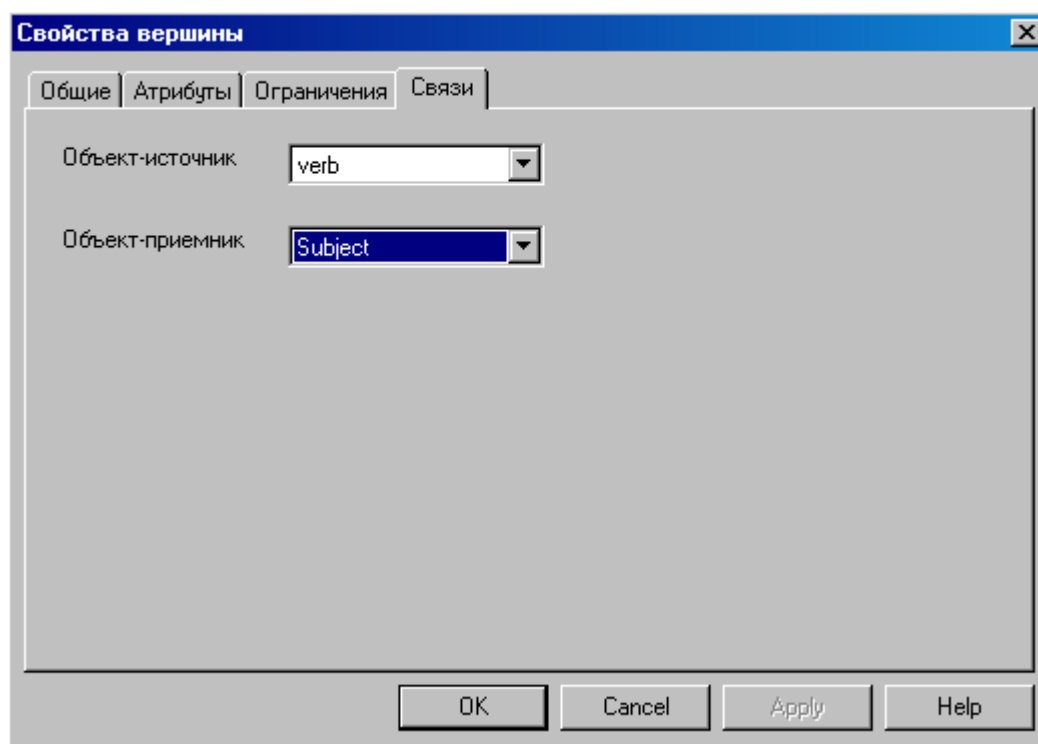 Свойства вершины
Общие Атрибуты Ограничения Связи
Объект-источник verb
Объект-приемник Subject
OK Cancel Apply Help